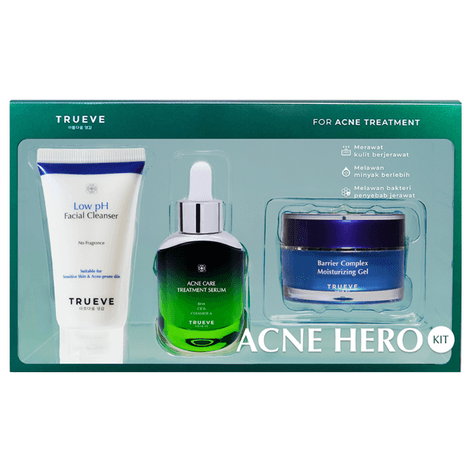 TRUEVE
FOR ACNE TREATMENT
Merawat
kulit berjerawat
Melawan
minyak berlebih
Melawan bakteri
penyebab jerawat
Low pH
Facial Cleanser
No Fragrance
Suitable for
Sensitive Skin & Acne-prone skin
TRUEVE
ACNE CARE
TREATMENT SERUM
BHA
CICA
TRUEVE
Barrier Complex
Moisturizing Gel
TRUEVE
ACNE HERO KIT